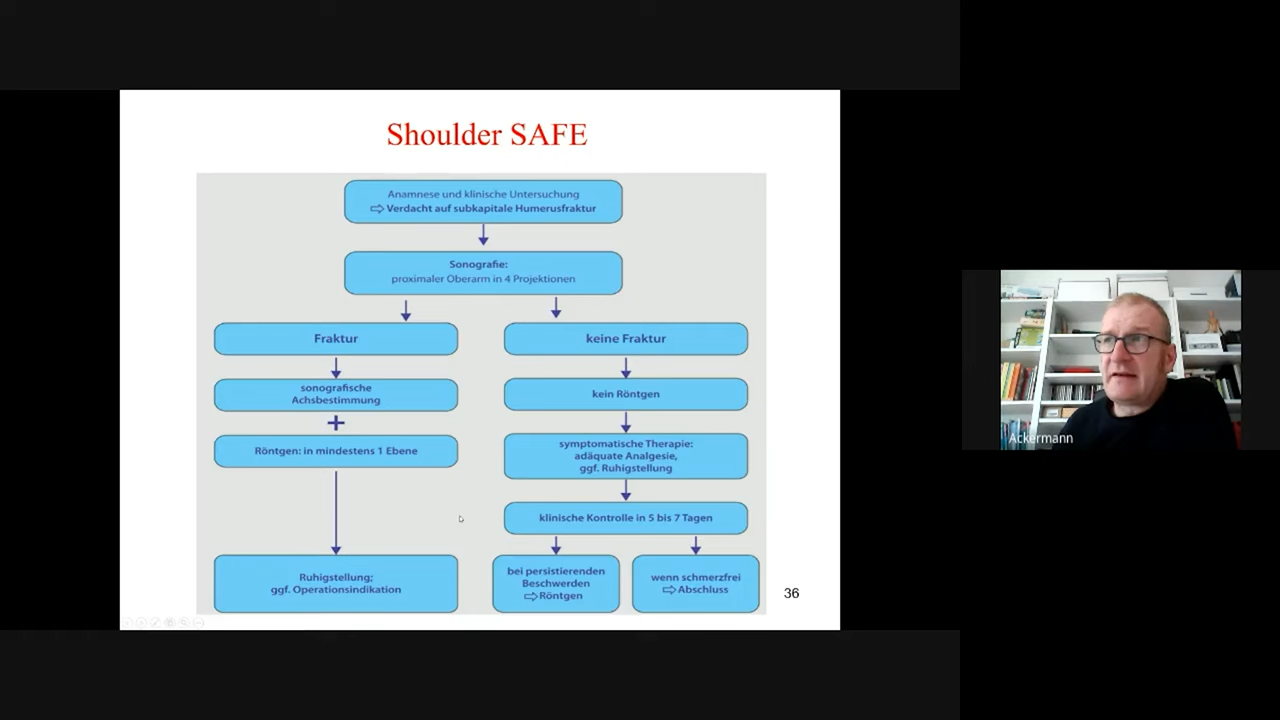 Shoulder SAFE
Anamnese und klinische Untersuchung
⇨ Verdacht auf subkapitale Humerusfraktur
Sonografie:
proximaler Oberarm in 4 Projektionen
Fraktur
sonografische
Achsbestimmung
+
Röntgen: in mindestens 1 Ebene
Ruhigstellung;
ggf. Operationsindikation
keine Fraktur
kein Röntgen
symptomatische Therapie:
adäquate Analgesie,
ggf. Ruhigstellung
klinische Kontrolle in 5 bis 7 Tagen
bei persistierenden
Beschwerden
⇨ Röntgen
wenn schmerzfrei
⇨ Abschluss
36
Ackermann